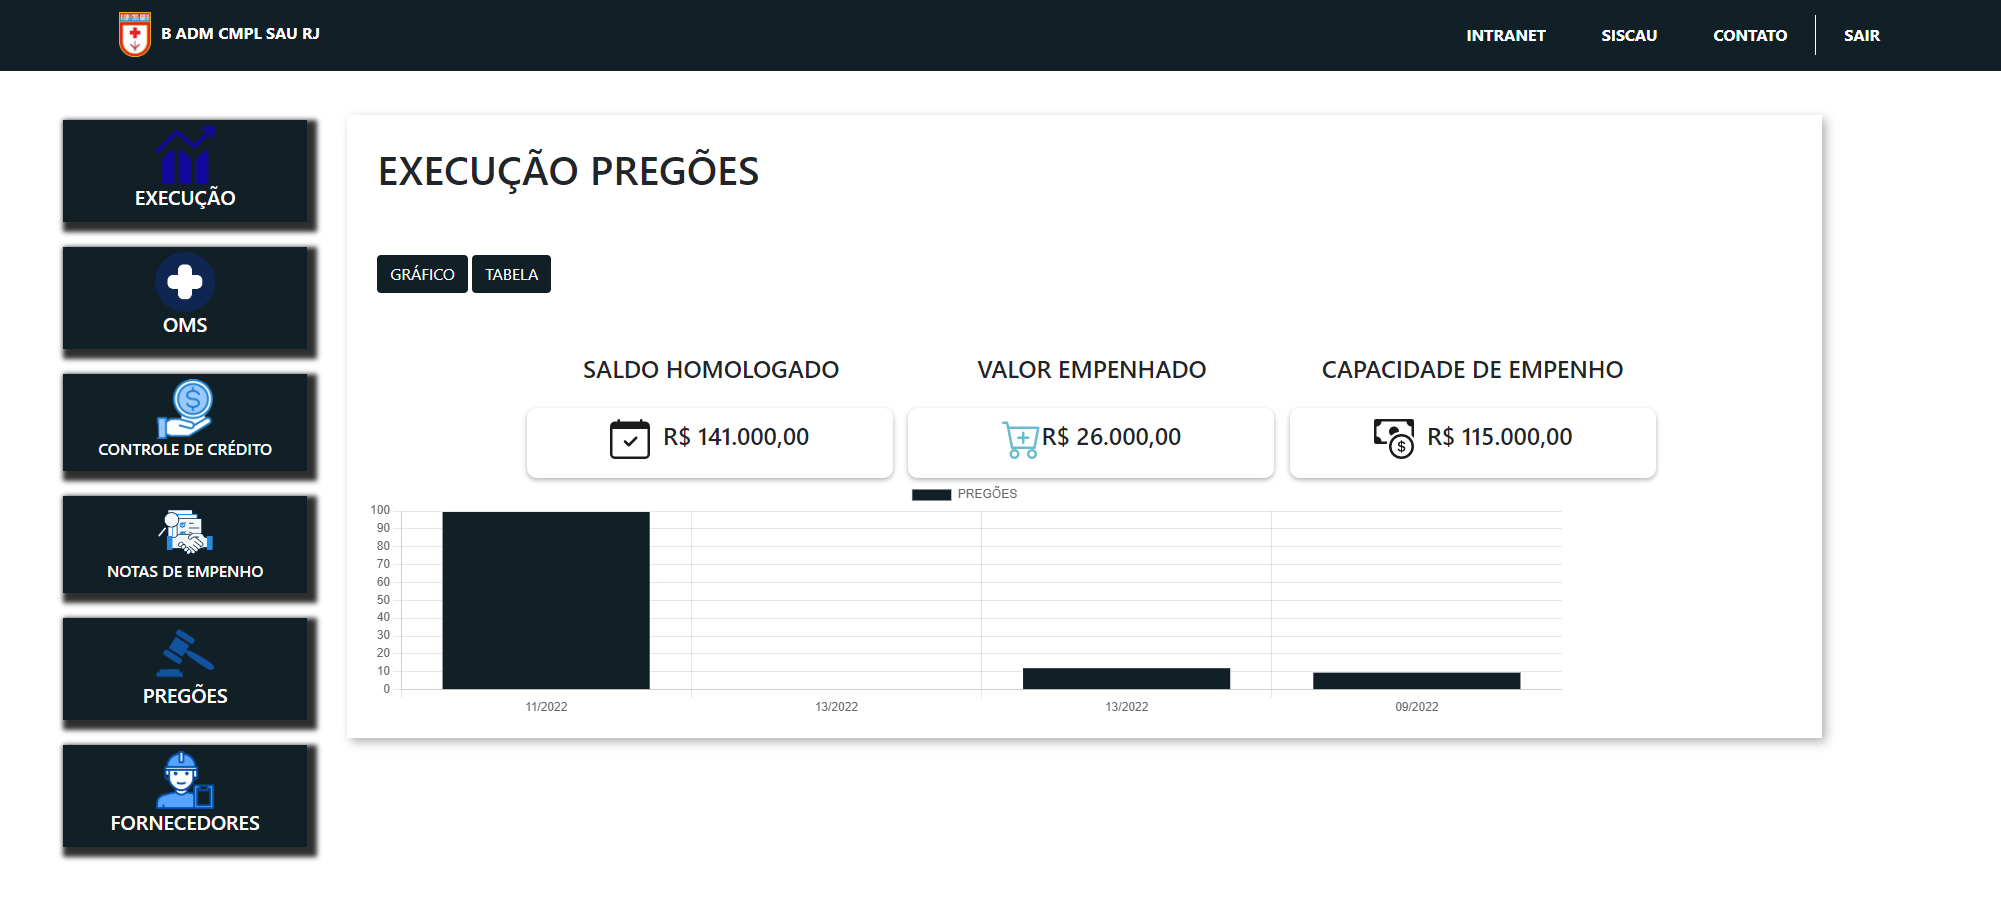 B ADM CMPL SAU RJ
INTRANET
SISCAU
CONTATO
SAIR
EXECUÇÃO
OMS
CONTROLE DE CRÉDITO
NOTAS DE EMPENHO
PREGÕES
FORNECEDORES
EXECUÇÃO PREGÕES
GRÁFICO
TABELA
SALDO HOMOLOGADO
R$ 141.000,00
VALOR EMPENHADO
R$ 26.000,00
CAPACIDADE DE EMPENHO
R$ 115.000,00
PREGÕES
100
90
80
70
60
50
40
30
20
10
0
11/2022
13/2022
13/2022
09/2022